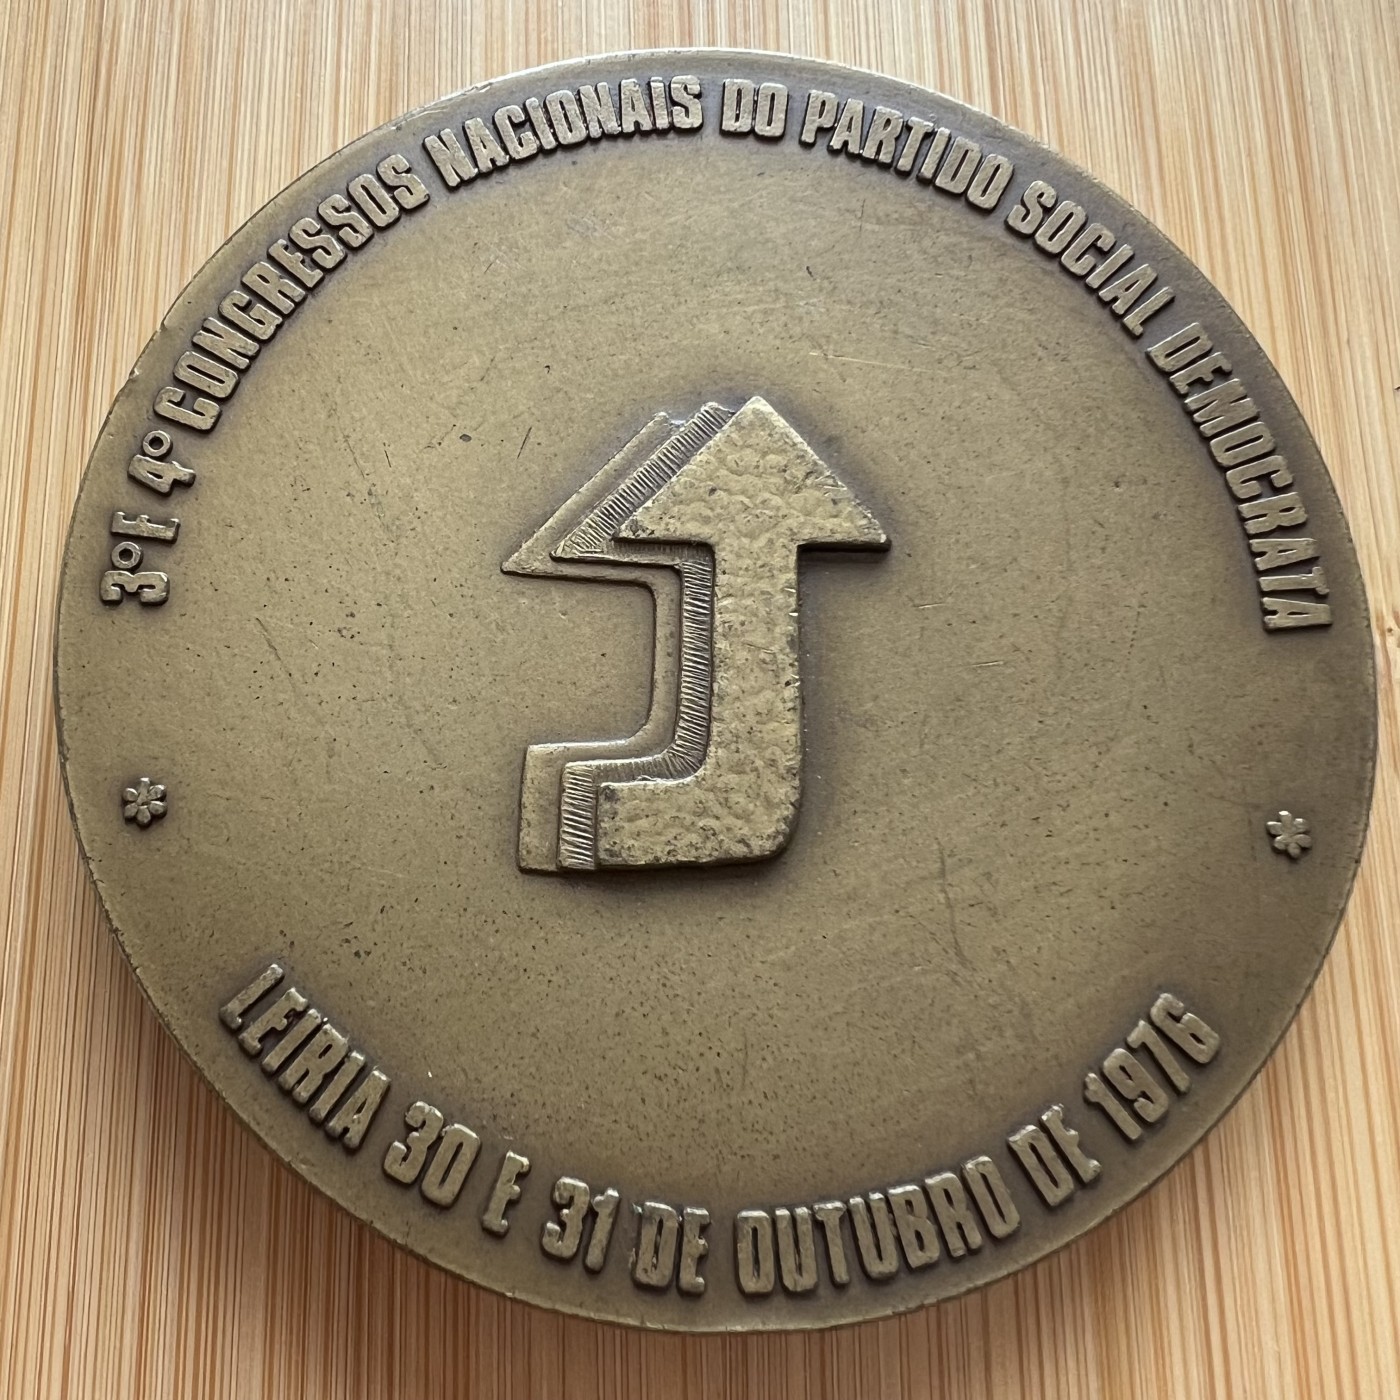 3º E 4º CONGRESSOS NACIONAIS DO PARTIDO SOCIAL DEMOCRATA
LEIRIA 30 E 31 DE OUTUBRO DE 1976